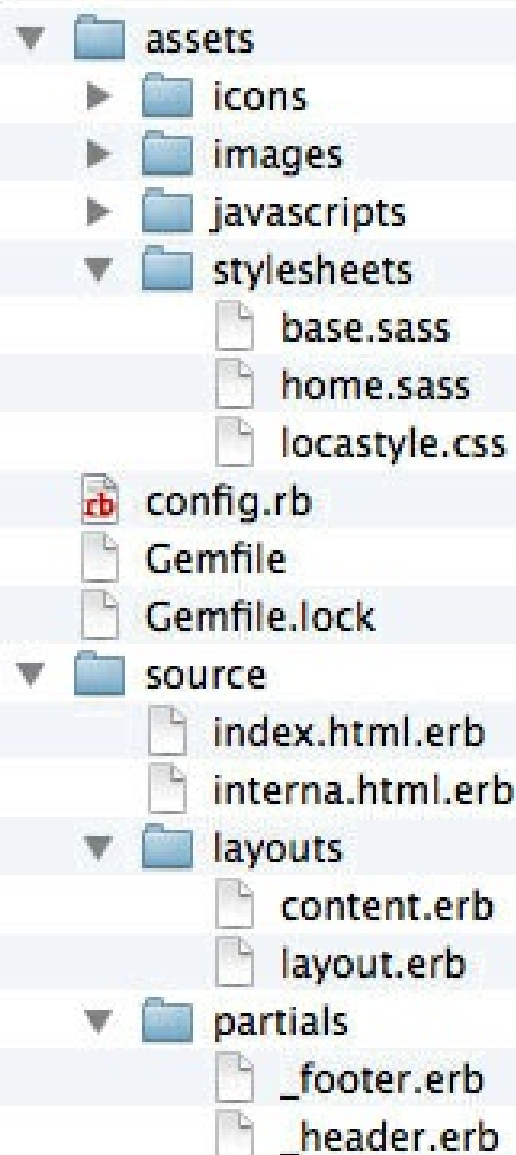 assets
icons
images
javascripts
stylesheets
base.sass
home.sass
locastyle.css
rb config.rb
Gemfile
Gemfile.lock
source
index.html.erb
interna.html.erb
layouts
content.erb
layout.erb
partials
_footer.erb
_header.erb